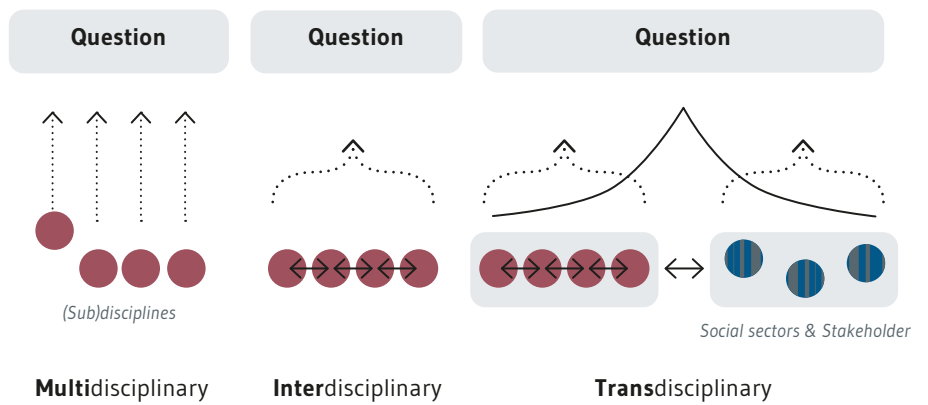 Question
Question
Question
(Sub)disciplines
Social sectors & Stakeholder
Multidisciplinary
Interdisciplinary
Transdisciplinary